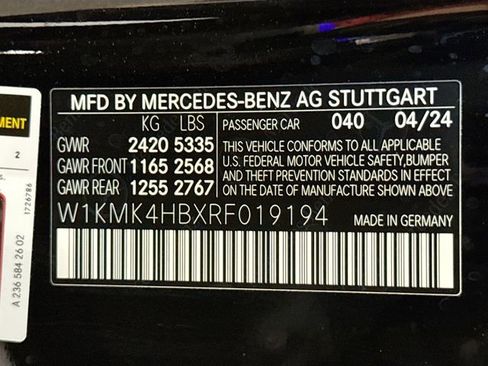 MFD BY MERCEDES-BENZ AG STUTTGART
KG LBS
GVWR 2420 5335
GAWR FRONT 1165 2568
GAWR REAR 1255 2767
PASSENGER CAR 040 04/24
THE VEHICLE CONFORMS TO ALL APPLICABLE
U.S. FEDERAL MOTOR VEHICLE SAFETY,BUMPER
AND THEFT PREVENTION STANDARDS IN EFFECT
ON THE DATE OF MANUFACTURE SHOWN ABOVE.
W1KMK4HBXRF019194 MADE IN GERMANY
2
1726786
A 236 584 26 02